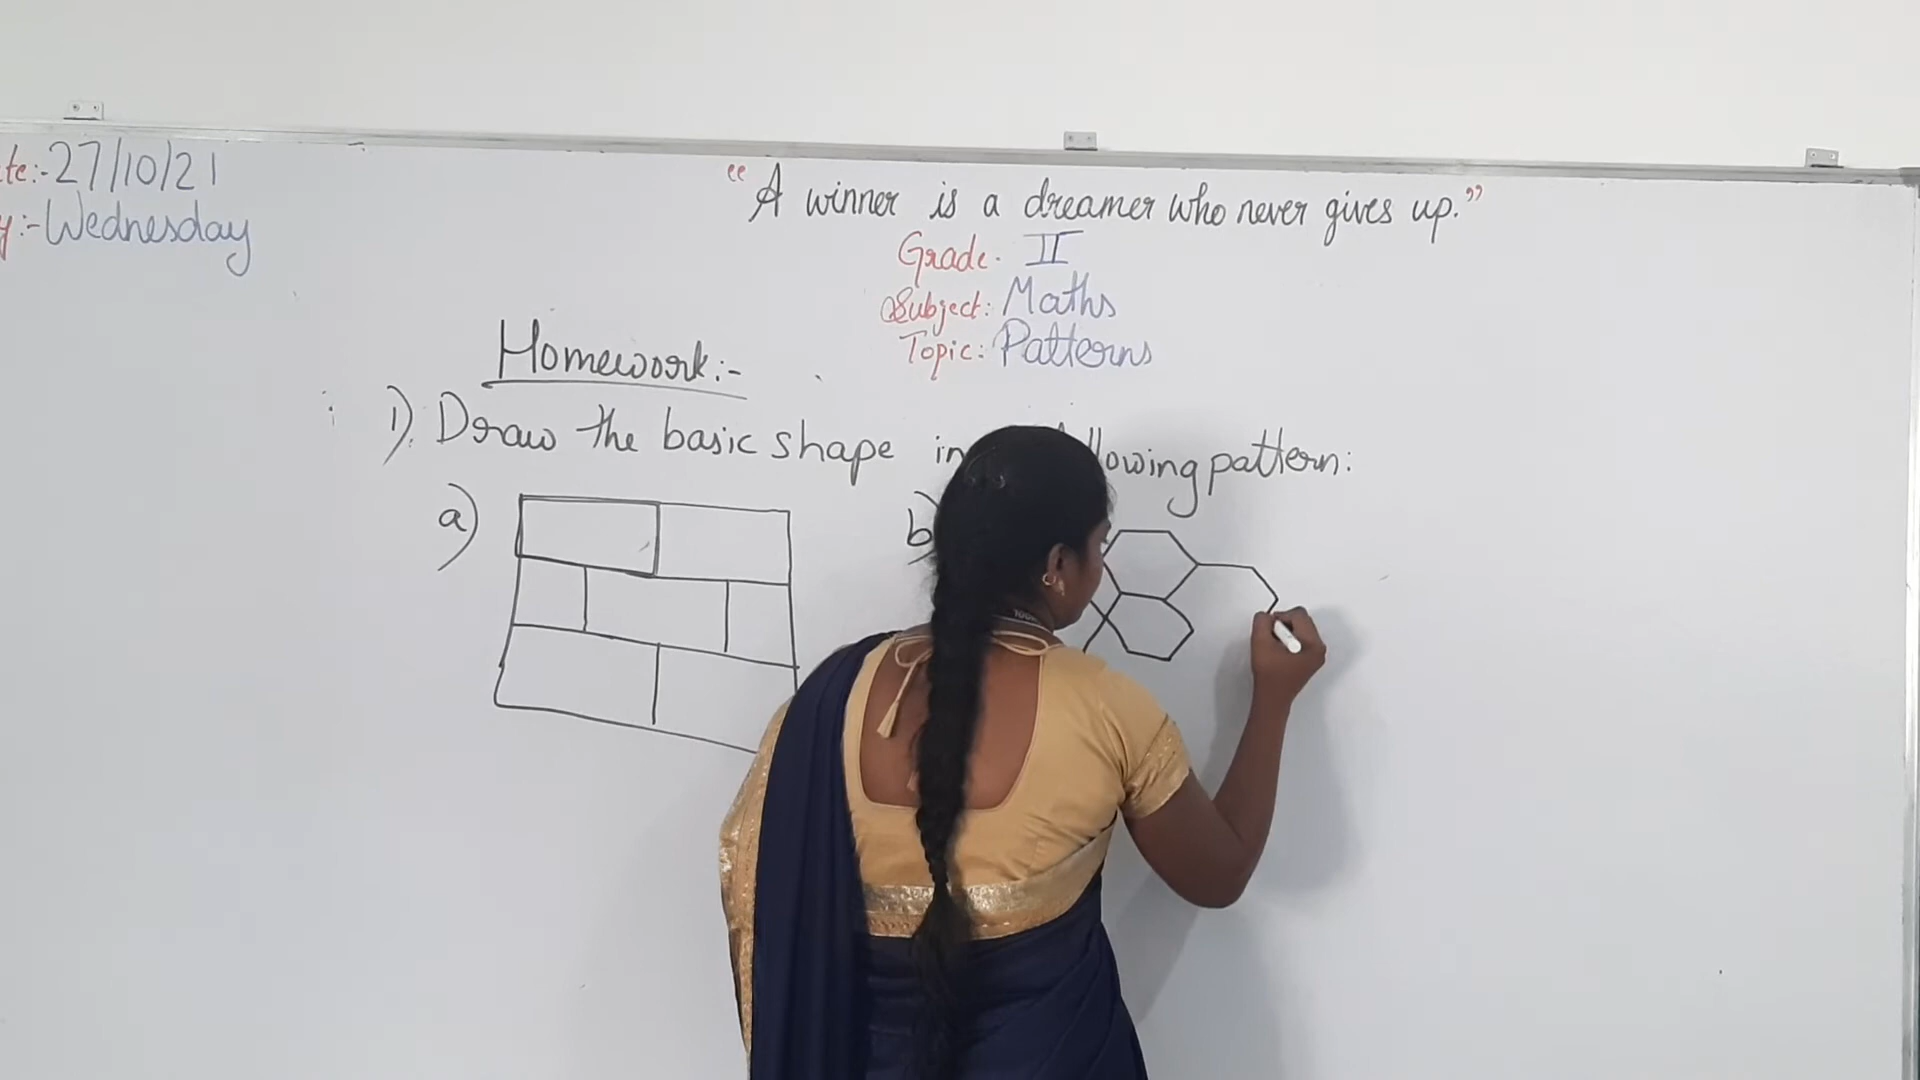 te:- 27/10/21
y:- Wednesday
"A winner is a dreamer who never gives up."
Grade. II
Subject: Maths
Topic: Patterns
Homework:-
1). Draw the basic shape in llowing pattern:
a)
b)